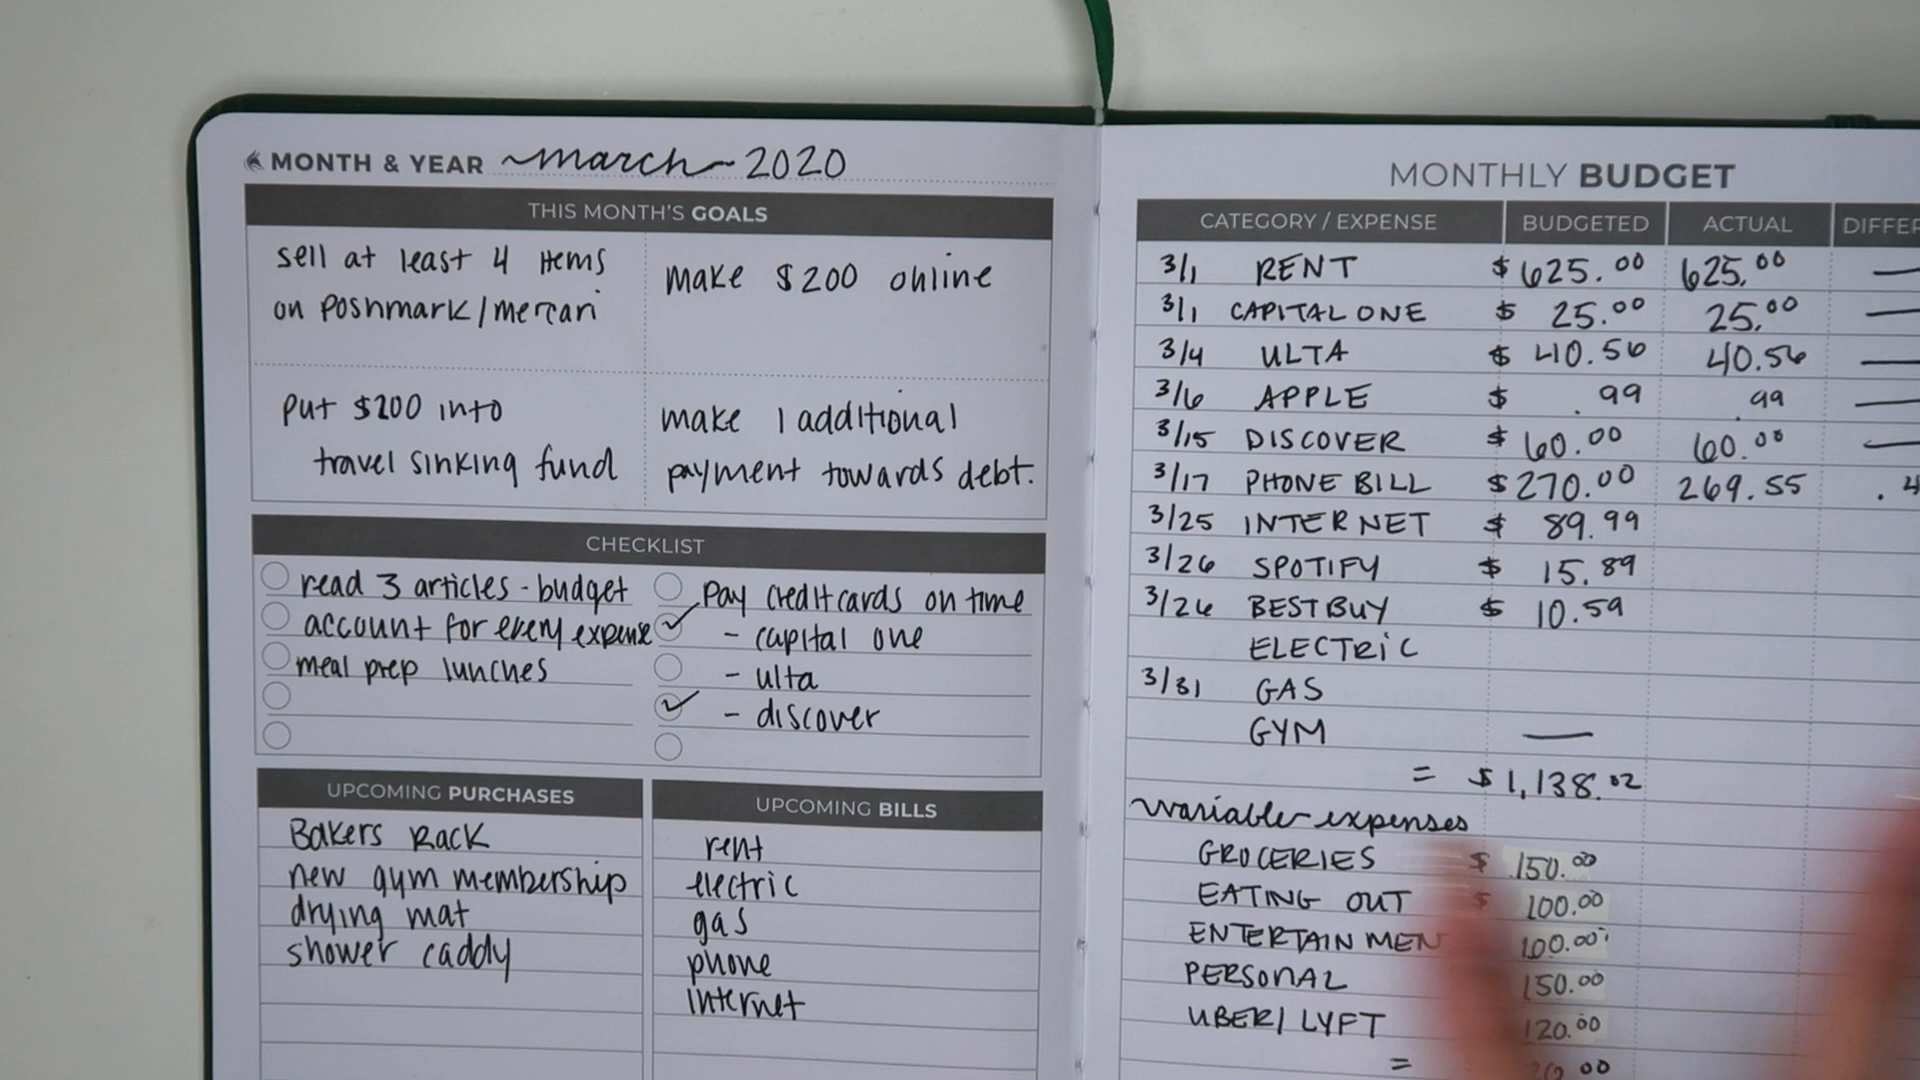 MONTH & YEAR march 2020
THIS MONTH'S GOALS
sell at least 4 items
on poshmark/mercari
make $200 online
put $200 into
travel sinking fund
make 1 additional
payment towards debt.
CHECKLIST
read 3 articles - budget
account for every expense
meal prep lunches
pay credit cards on time
- capital one
- ulta
- discover
UPCOMING PURCHASES
Bakers Rack
new gym membership
drying mat
shower caddy
UPCOMING BILLS
rent
electric
gas
phone
internet
MONTHLY BUDGET
CATEGORY / EXPENSE BUDGETED ACTUAL
3/1 RENT $ 625.00 625.00 —
3/1 CAPITAL ONE $ 25.00 25.00 —
3/4 ULTA $ 40.56 40.56 —
3/6 APPLE $ .99 .99 —
3/15 DISCOVER $ 60.00 60.00 —
3/17 PHONE BILL $ 270.00 269.55
3/25 INTERNET $ 89.99
3/26 SPOTIFY $ 15.89
3/26 BEST BUY $ 10.59
ELECTRiC
3/31 GAS
GYM —
= $1,138.02
variable expenses
GROCERIES $ 150.00
EATING OUT $ 100.00
100.00
PERSONAL 150.00
UBER/ LYFT 120.00
=